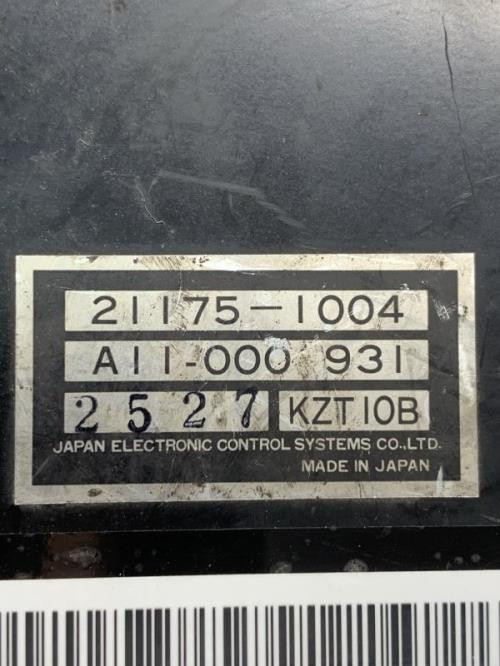 21175-1004
A11-000 931
2527 KZT10B
JAPAN ELECTRONIC CONTROL SYSTEMS CO.,LTD.
MADE IN JAPAN